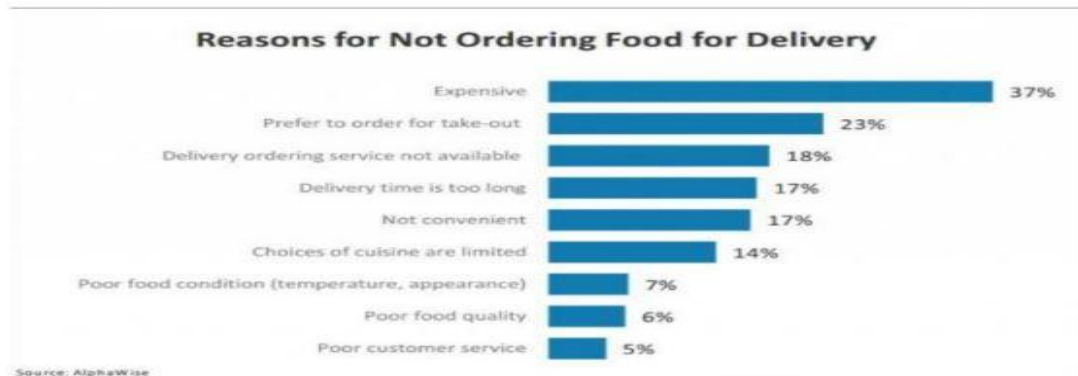 Reasons for Not Ordering Food for Delivery
Expensive 37%
Prefer to order for take-out 23%
Delivery ordering service not available 18%
Delivery time is too long 17%
Not convenient 17%
Choices of cuisine are limited 14%
Poor food condition (temperature, appearance) 7%
Poor food quality 6%
Poor customer service 5%
Source: AlphaWise